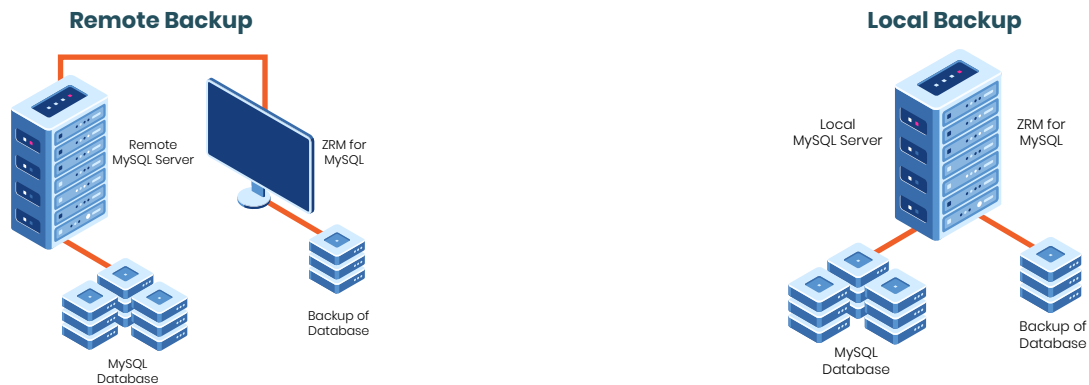 Remote Backup
Remote
MySQL Server
ZRM for
MySQL
Backup of
Database
MySQL
Database
Local Backup
Local
MySQL Server
ZRM for
MySQL
MySQL
Database
Backup of
Database